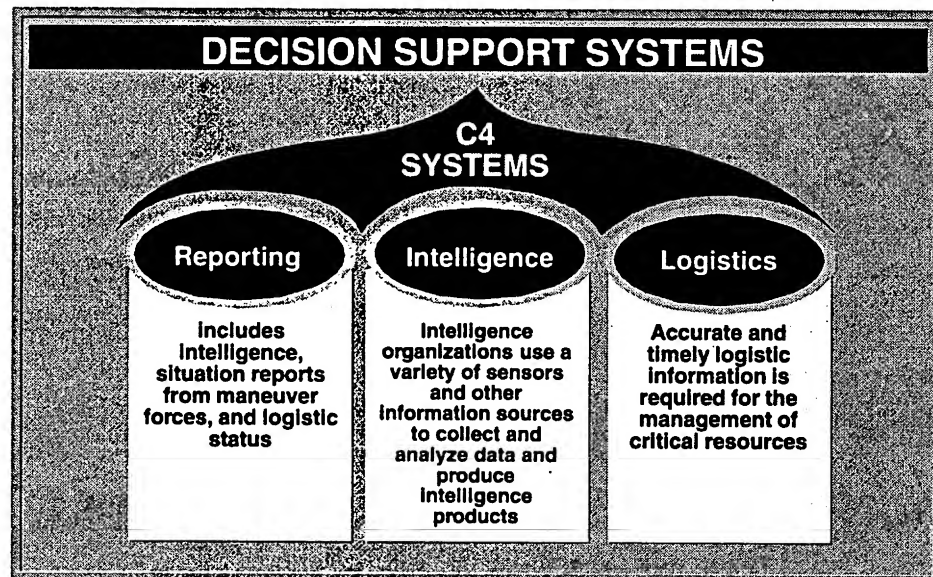 DECISION SUPPORT SYSTEMS
C4
SYSTEMS
Reporting
Includes
intelligence,
situation reports
from maneuver
forces, and logistic
status
Intelligence
Intelligence
organizations use a
variety of sensors
and other
information sources
to collect and
analyze data and
produce
intelligence
products
Logistics
Accurate and
timely logistic
information is
required for the
management of
critical resources